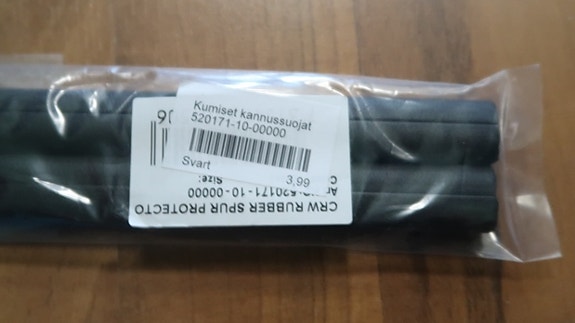 Kumiset kannussuojat
520171-10-00000
Svart
3,99
CRW RUBBER SPUR PROTECTO
520171-10-00000
Size: